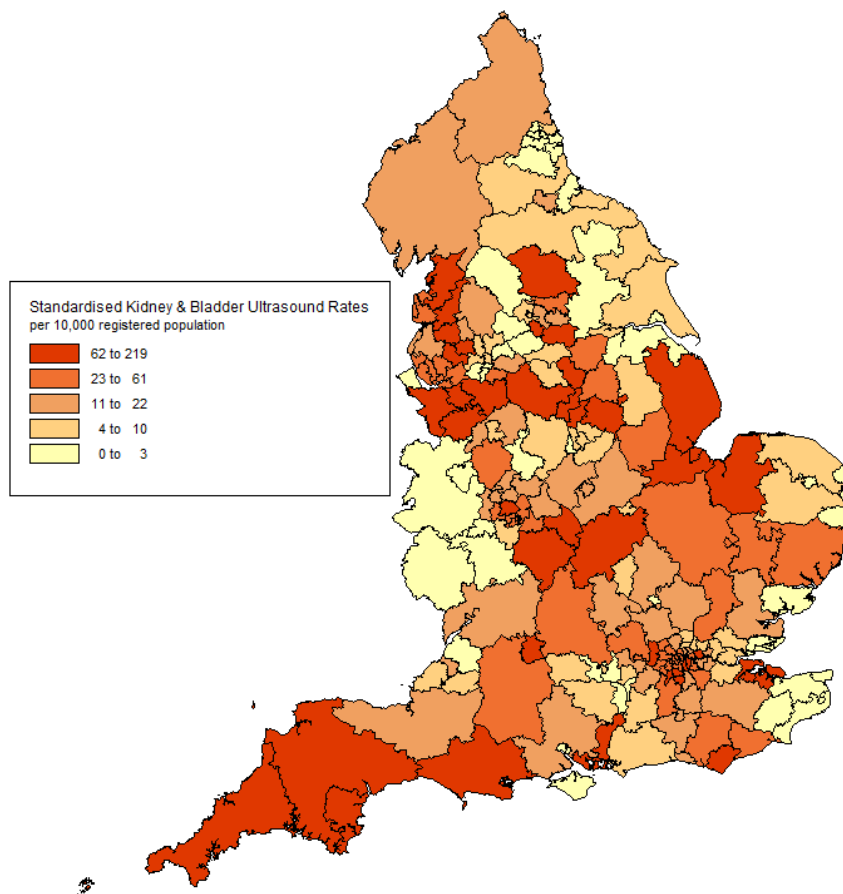 Standardised Kidney & Bladder Ultrasound Rates
per 10,000 registered population
62 to 219
23 to 61
11 to 22
4 to 10
0 to 3